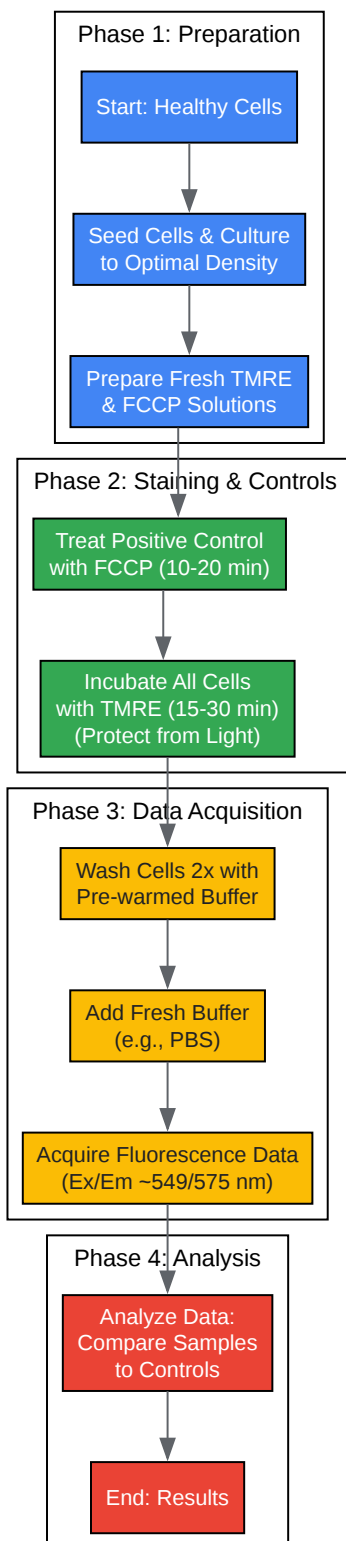 Phase 1: Preparation
Start: Healthy Cells
Seed Cells & Culture
to Optimal Density
Prepare Fresh TMRE
& FCCP Solutions
Phase 2: Staining & Controls
Treat Positive Control
with FCCP (10-20 min)
Incubate All Cells
with TMRE (15-30 min)
(Protect from Light)
Phase 3: Data Acquisition
Wash Cells 2x with
Pre-warmed Buffer
Add Fresh Buffer
(e.g., PBS)
Acquire Fluorescence Data
(Ex/Em ~549/575 nm)
Phase 4: Analysis
Analyze Data:
Compare Samples
to Controls
End: Results